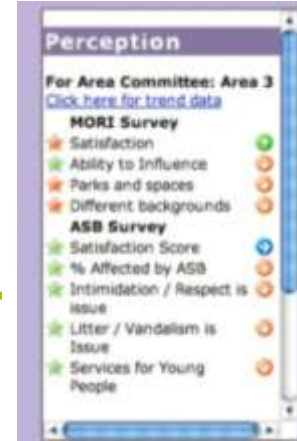 Perception
For Area Committee: Area 3
Click here for trend data
MORI Survey
Satisfaction
Ability to Influence
Parks and spaces
Different backgrounds
ASB Survey
Satisfaction Score
% Affected by ASB
Intimidation / Respect is
issue
Litter / Vandalism is
Issue
Services for Young
People